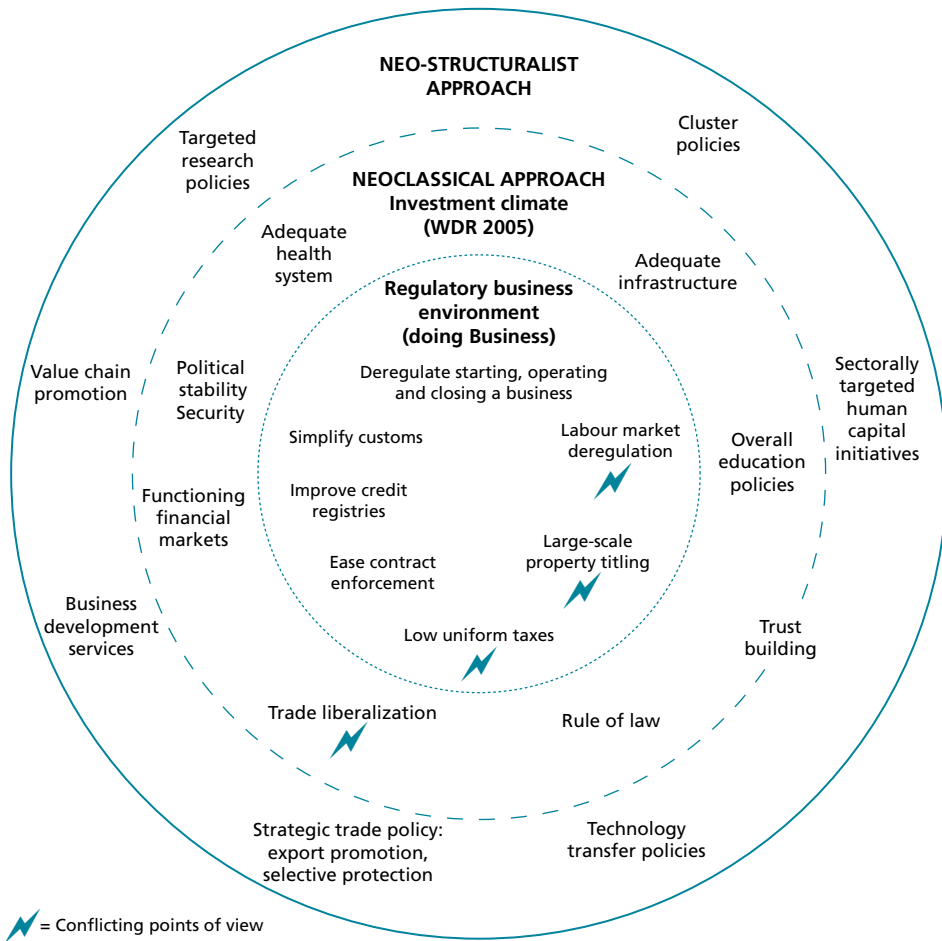 NEO-STRUCTURALIST
APPROACH
Targeted
research
policies
Cluster
policies
NEOCLASSICAL APPROACH
Investment climate
(WDR 2005)
Adequate
health
system
Adequate
infrastructure
Regulatory business
environment
(doing Business)
Value chain
promotion
Political
stability
Security
Deregulate starting, operating
and closing a business
Sectorally
targeted
human
capital
initiatives
Simplify customs
Labour market
deregulation
Overall
education
policies
Functioning
financial
markets
Improve credit
registries
Ease contract
enforcement
Large-scale
property titling
Business
development
services
Low uniform taxes
Trust
building
Trade liberalization
Rule of law
Strategic trade policy:
export promotion,
selective protection
Technology
transfer policies
= Conflicting points of view